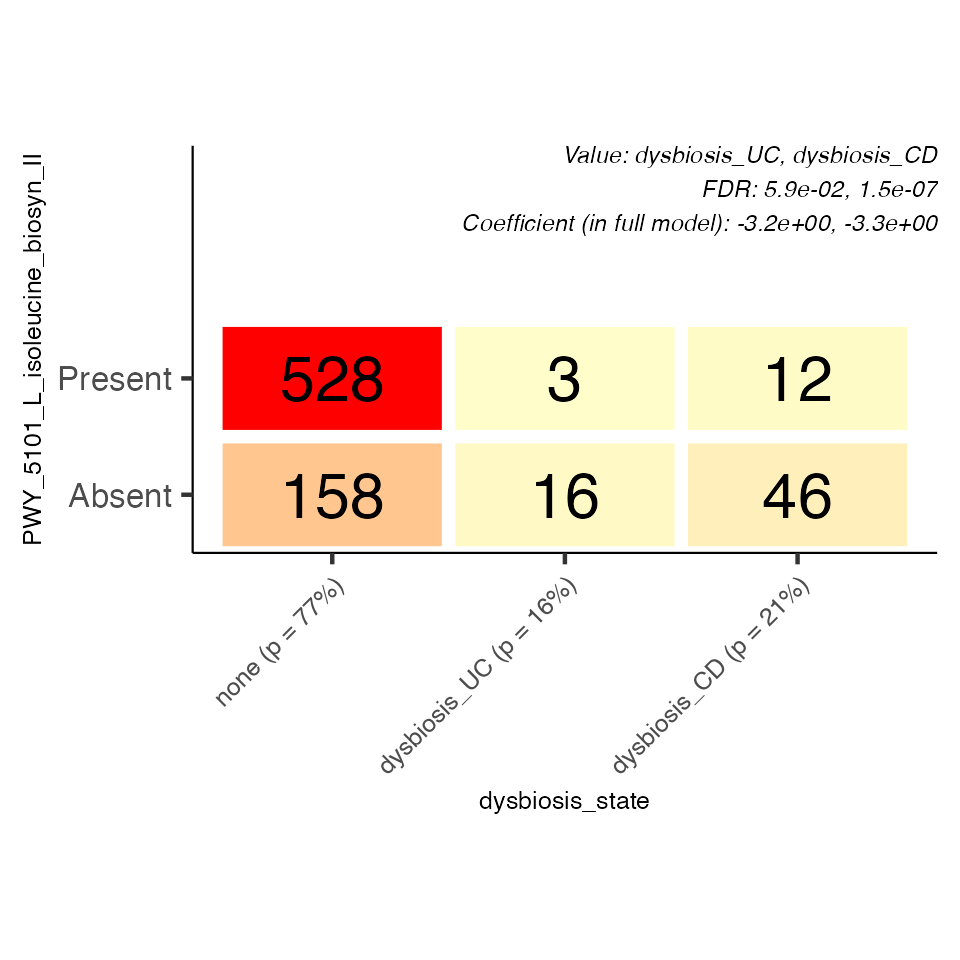 Value: dysbiosis_UC, dysbiosis_CD
FDR: 5.9e-02, 1.5e-07
Coefficient (in full model): -3.2e+00, -3.3e+00
PWY_5101_L_isoleucine_biosyn_II
Present
528
3
12
Absent
158
16
46
none (p = 77%)
dysbiosis_UC (p = 16%)
dysbiosis_CD (p = 21%)
dysbiosis_state